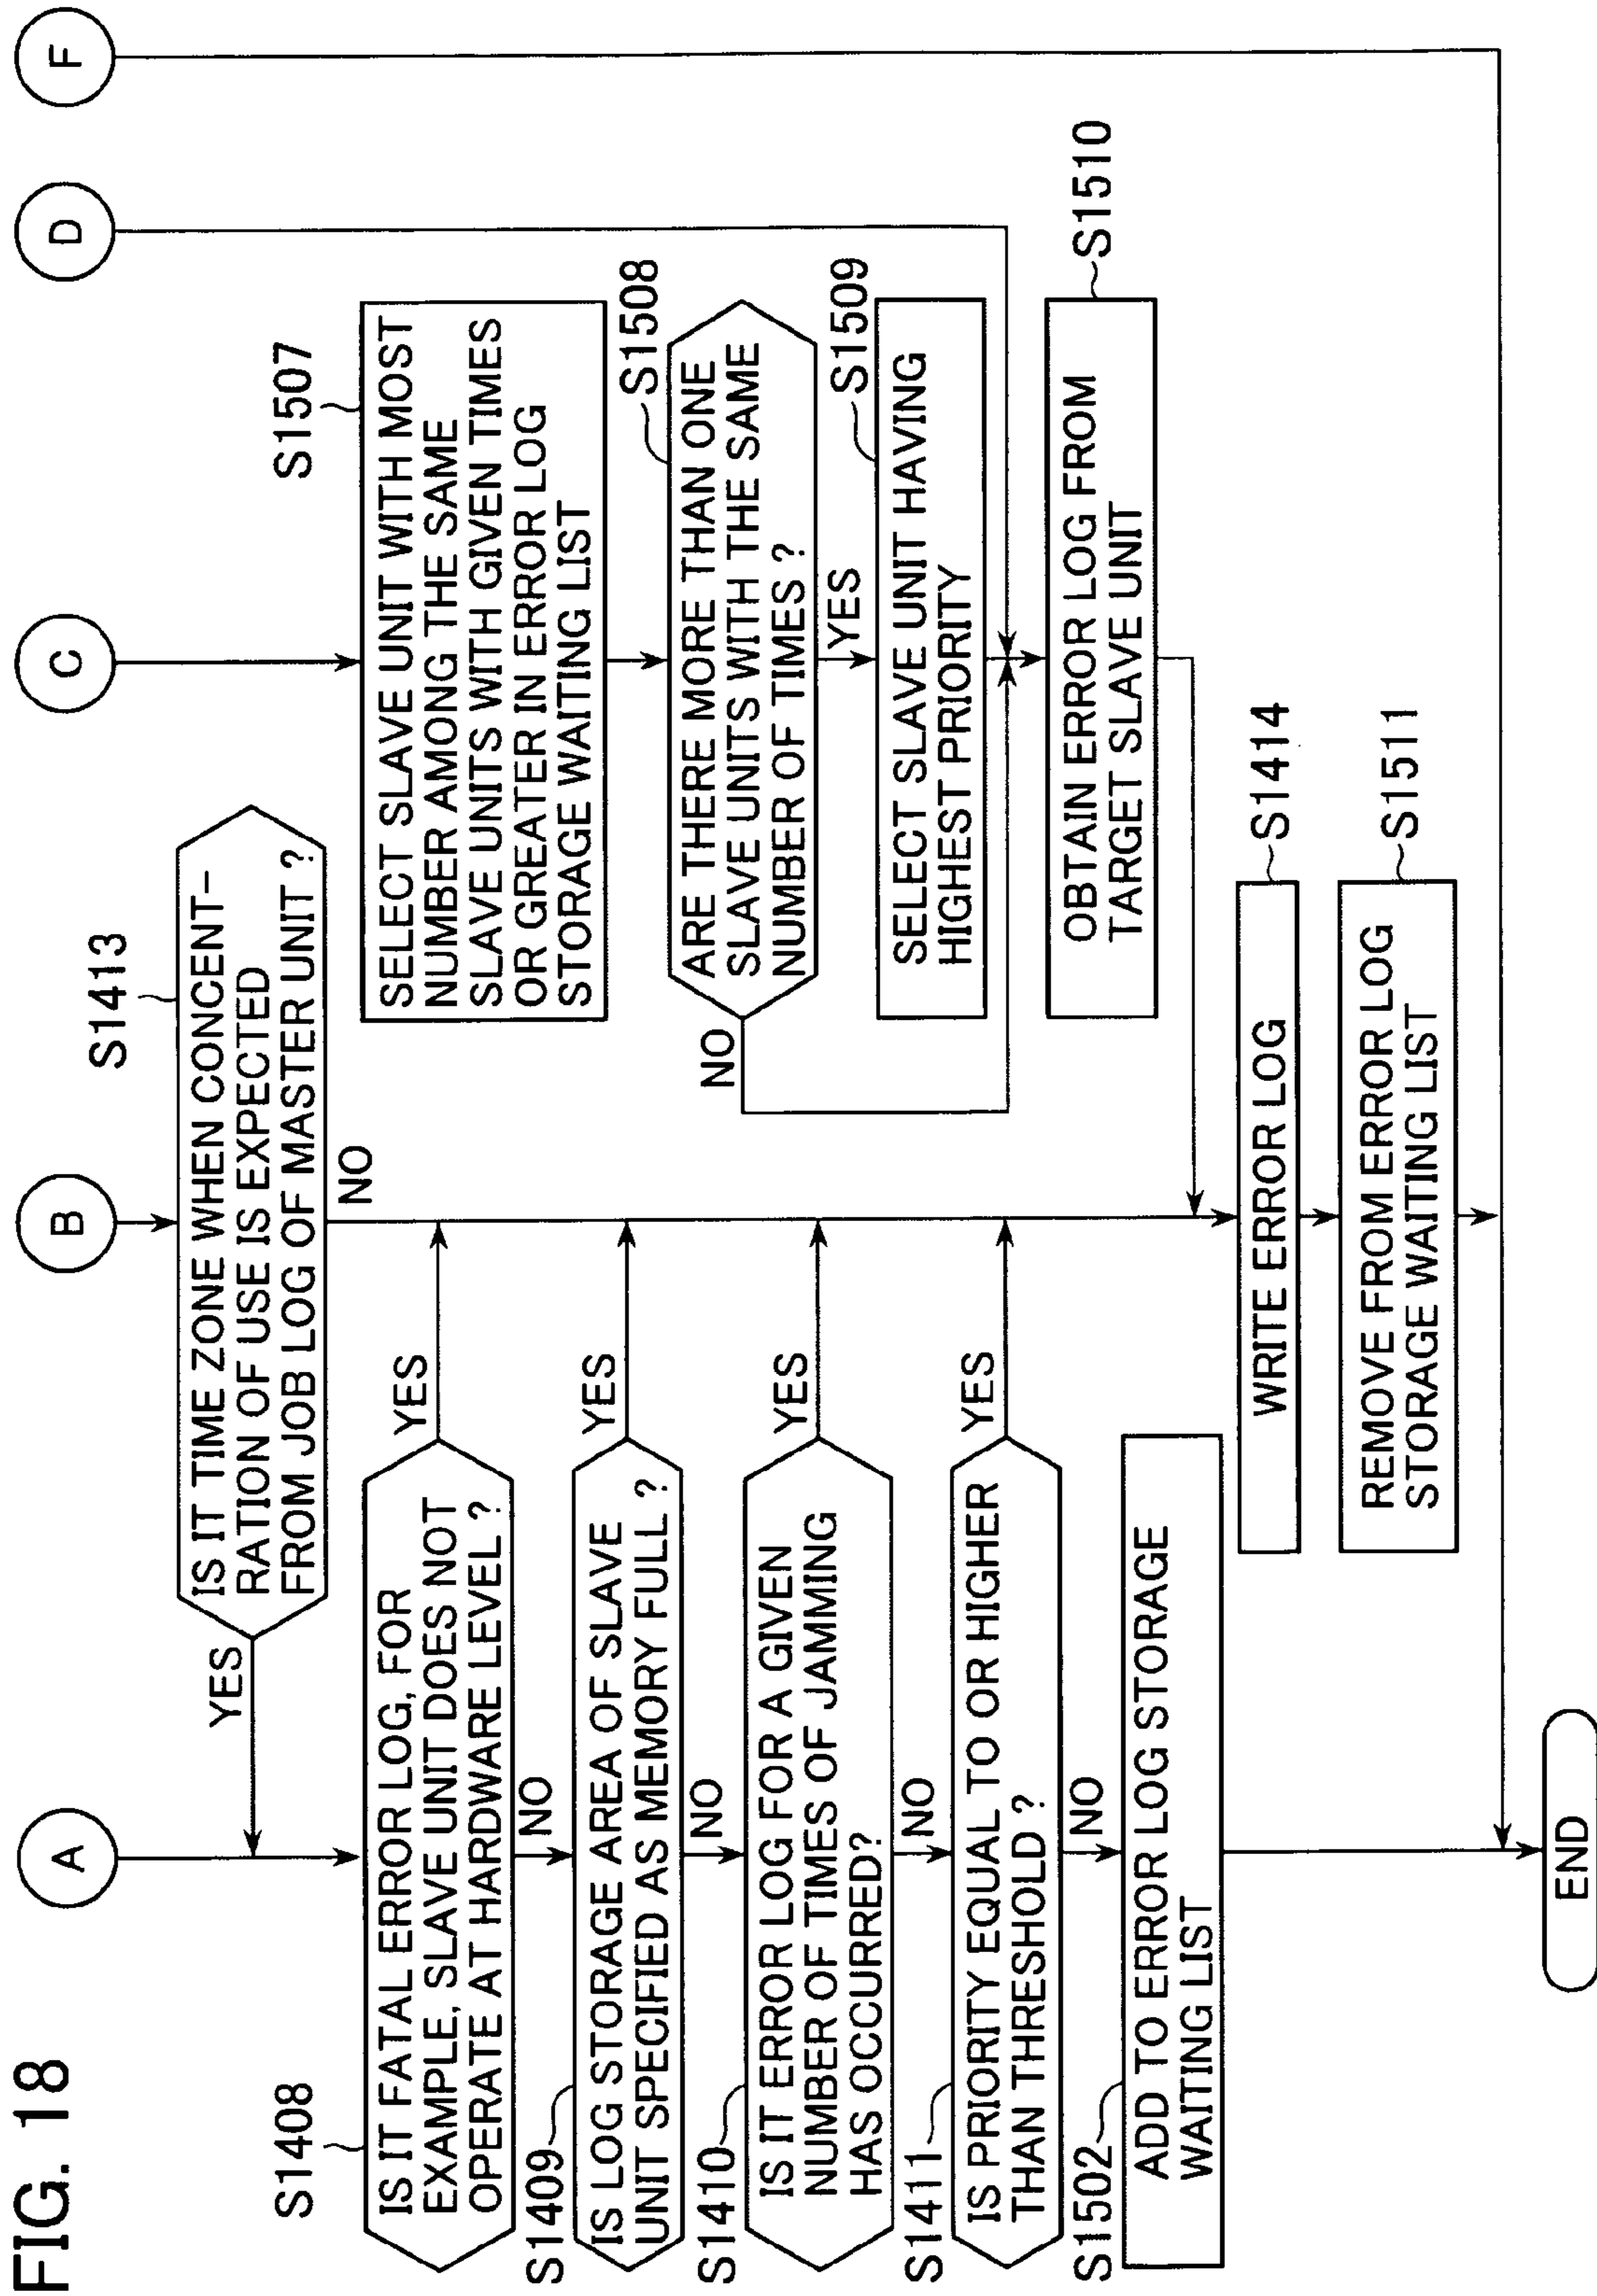 FIG. 18
A
B
C
D
F
S1413
IS IT TIME ZONE WHEN CONCENT-
RATION OF USE IS EXPECTED
FROM JOB LOG OF MASTER UNIT ?
YES
NO
S1408
IS IT FATAL ERROR LOG, FOR
EXAMPLE, SLAVE UNIT DOES NOT
OPERATE AT HARDWARE LEVEL ?
YES
NO
S1409
IS LOG STORAGE AREA OF SLAVE
UNIT SPECIFIED AS MEMORY FULL ?
YES
NO
S1410
IS IT ERROR LOG FOR A GIVEN
NUMBER OF TIMES OF JAMMING
HAS OCCURRED?
YES
NO
S1411
IS PRIORITY EQUAL TO OR HIGHER
THAN THRESHOLD ?
YES
NO
S1502
ADD TO ERROR LOG STORAGE
WAITING LIST
S1507
SELECT SLAVE UNIT WITH MOST
NUMBER AMONG THE SAME
SLAVE UNITS WITH GIVEN TIMES
OR GREATER IN ERROR LOG
STORAGE WAITING LIST
S1508
ARE THERE MORE THAN ONE
SLAVE UNITS WITH THE SAME
NUMBER OF TIMES ?
NO
YES
S1509
SELECT SLAVE UNIT HAVING
HIGHEST PRIORITY
S1510
OBTAIN ERROR LOG FROM
TARGET SLAVE UNIT
S1414
WRITE ERROR LOG
S1511
REMOVE FROM ERROR LOG
STORAGE WAITING LIST
END